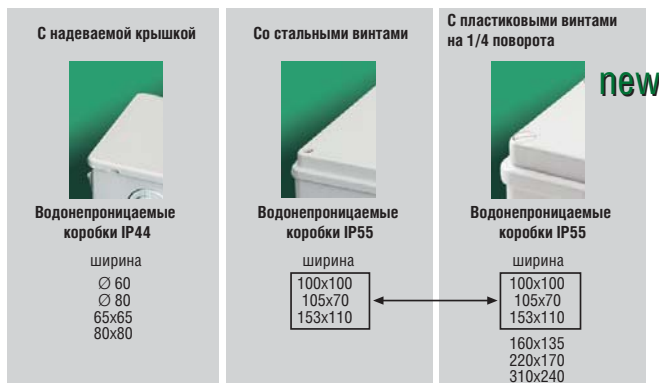 С надеваемой крышкой
Водонепроницаемые
коробки IP44
ширина
∅ 60
∅ 80
65x65
80x80
Со стальными винтами
Водонепроницаемые
коробки IP55
ширина
100x100
105x70
153x110
С пластиковыми винтами
на 1/4 поворота
new
Водонепроницаемые
коробки IP55
ширина
100x100
105x70
153x110
160x135
220x170
310x240